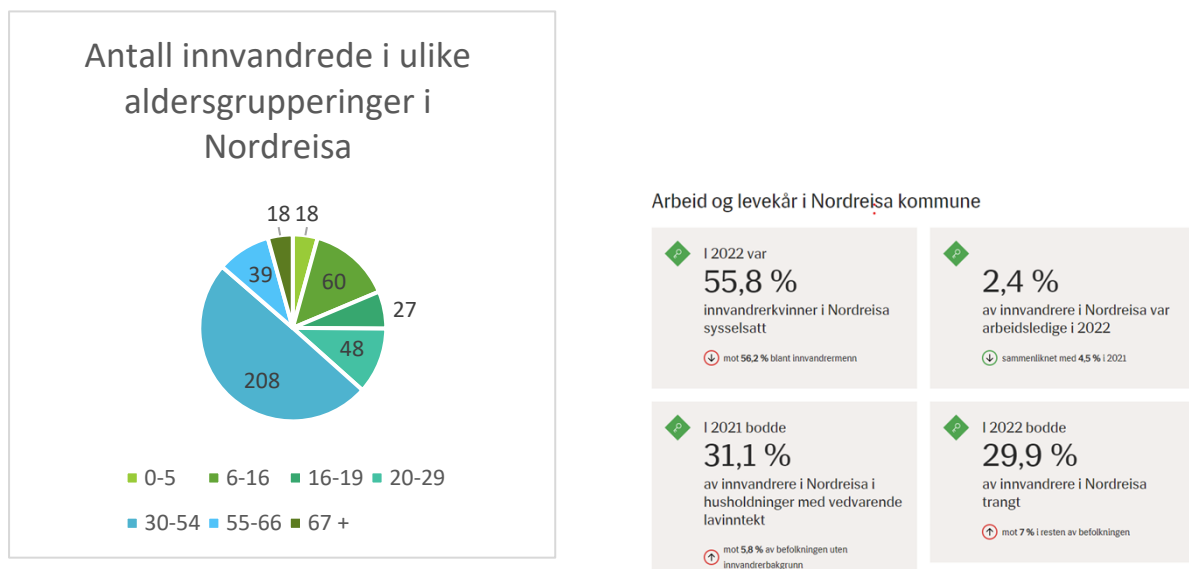 Antall innvandrede i ulike
aldersgrupperinger i
Nordreisa
18 18
60
27
48
208
39
0-5 6-16 16-19 20-29
30-54 55-66 67 +
Arbeid og levekår i Nordreisa kommune
I 2022 var
55,8 %
innvandrerkvinner i Nordreisa
sysselsatt
mot 56,2 % blant innvandrermenn
2,4 %
av innvandrere i Nordreisa var
arbeidsledige i 2022
sammenliknet med 4,5 % i 2021
I 2021 bodde
31,1 %
av innvandrere i Nordreisa i
husholdninger med vedvarende
lavinntekt
mot 5,8 % av befolkningen uten
innvandrerbakgrunn
I 2022 bodde
29,9 %
av innvandrere i Nordreisa
trangt
mot 7 % i resten av befolkningen